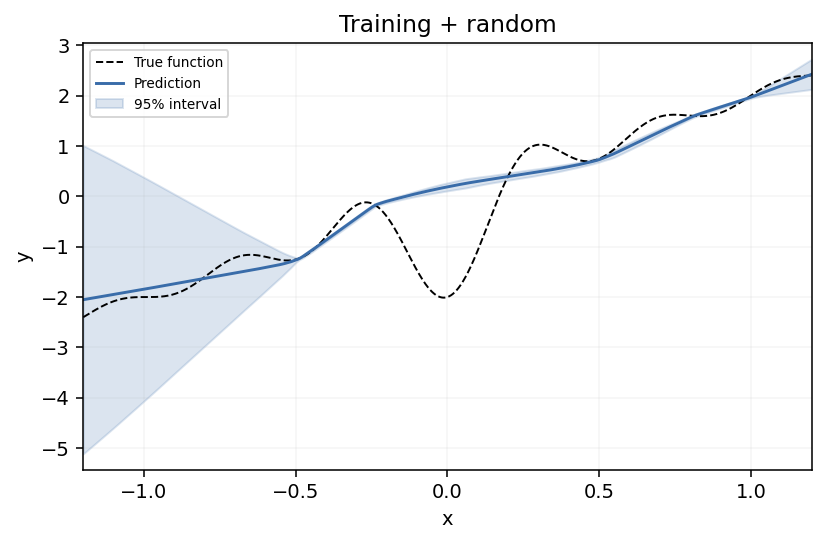 Training + random
True function
Prediction
95% interval
3
2
1
0
−1
−2
−3
−4
−5
y
−1.0 −0.5 0.0 0.5 1.0
x